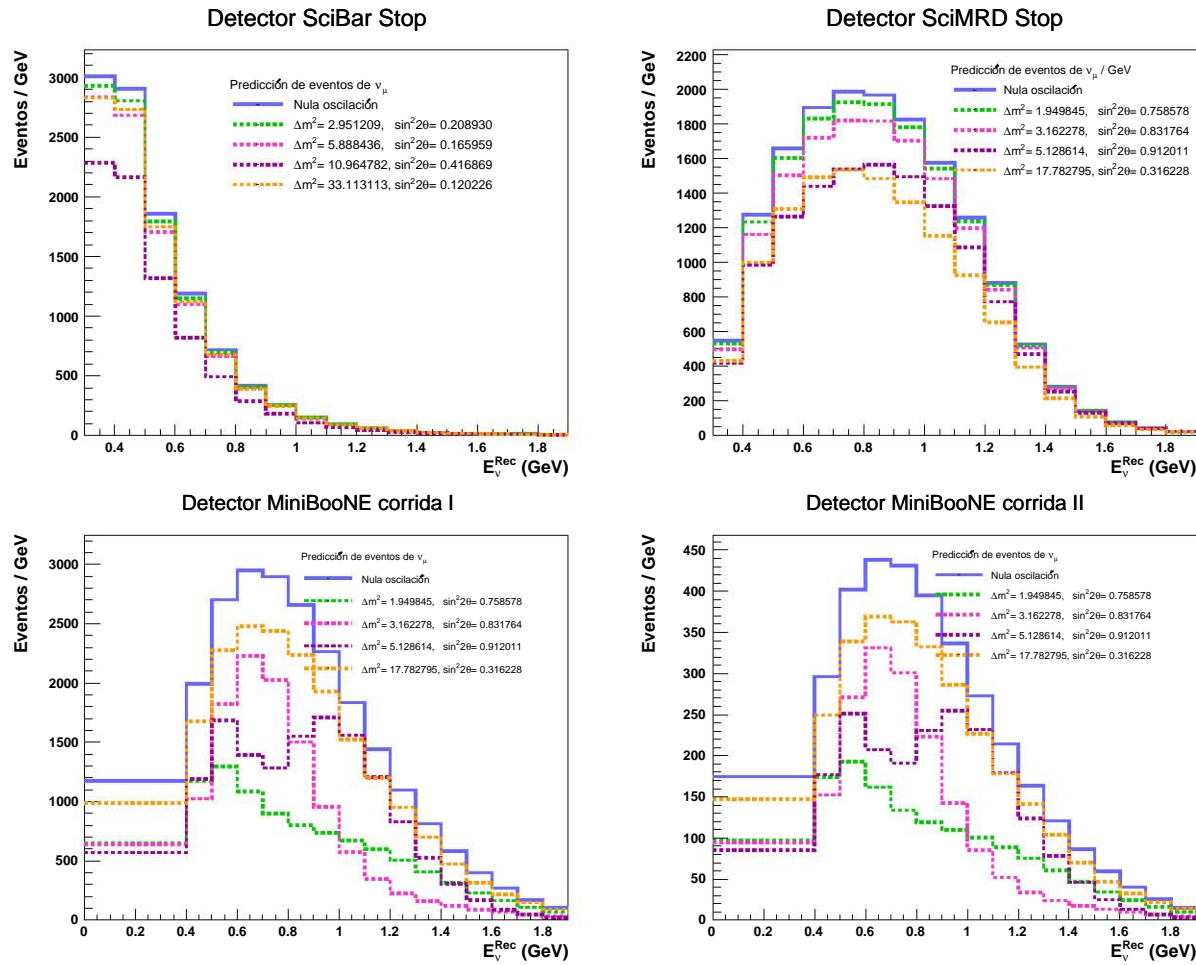 Detector SciBar Stop
Eventos / GeV
3000
2500
2000
1500
1000
500
0
Predicción de eventos de νμ
Nula oscilación
Δm²= 2.951209, sin²2θ= 0.208930
Δm²= 5.888436, sin²2θ= 0.165959
Δm²= 10.964782, sin²2θ= 0.416869
Δm²= 33.113113, sin²2θ= 0.120226
0.4 0.6 0.8 1 1.2 1.4 1.6 1.8
E_ν^Rec (GeV)
Detector SciMRD Stop
Eventos / GeV
2200
2000
1800
1600
1400
1200
1000
800
600
400
200
0
Predicción de eventos de νμ / GeV
Nula oscilación
Δm²= 1.949845, sin²2θ= 0.758578
Δm²= 3.162278, sin²2θ= 0.831764
Δm²= 5.128614, sin²2θ= 0.912011
Δm²= 17.782795, sin²2θ= 0.316228
0.4 0.6 0.8 1 1.2 1.4 1.6 1.8
E_ν^Rec (GeV)
Detector MiniBooNE corrida I
Eventos / GeV
3000
2500
2000
1500
1000
500
0
Predicción de eventos de νμ
Nula oscilación
Δm²= 1.949845, sin²2θ= 0.758578
Δm²= 3.162278, sin²2θ= 0.831764
Δm²= 5.128614, sin²2θ= 0.912011
Δm²= 17.782795, sin²2θ= 0.316228
0 0.2 0.4 0.6 0.8 1 1.2 1.4 1.6 1.8
E_ν^Rec (GeV)
Detector MiniBooNE corrida II
Eventos / GeV
450
400
350
300
250
200
150
100
50
0
Predicción de eventos de νμ
Nula oscilación
Δm²= 1.949845, sin²2θ= 0.758578
Δm²= 3.162278, sin²2θ= 0.831764
Δm²= 5.128614, sin²2θ= 0.912011
Δm²= 17.782795, sin²2θ= 0.316228
0 0.2 0.4 0.6 0.8 1 1.2 1.4 1.6 1.8
E_ν^Rec (GeV)